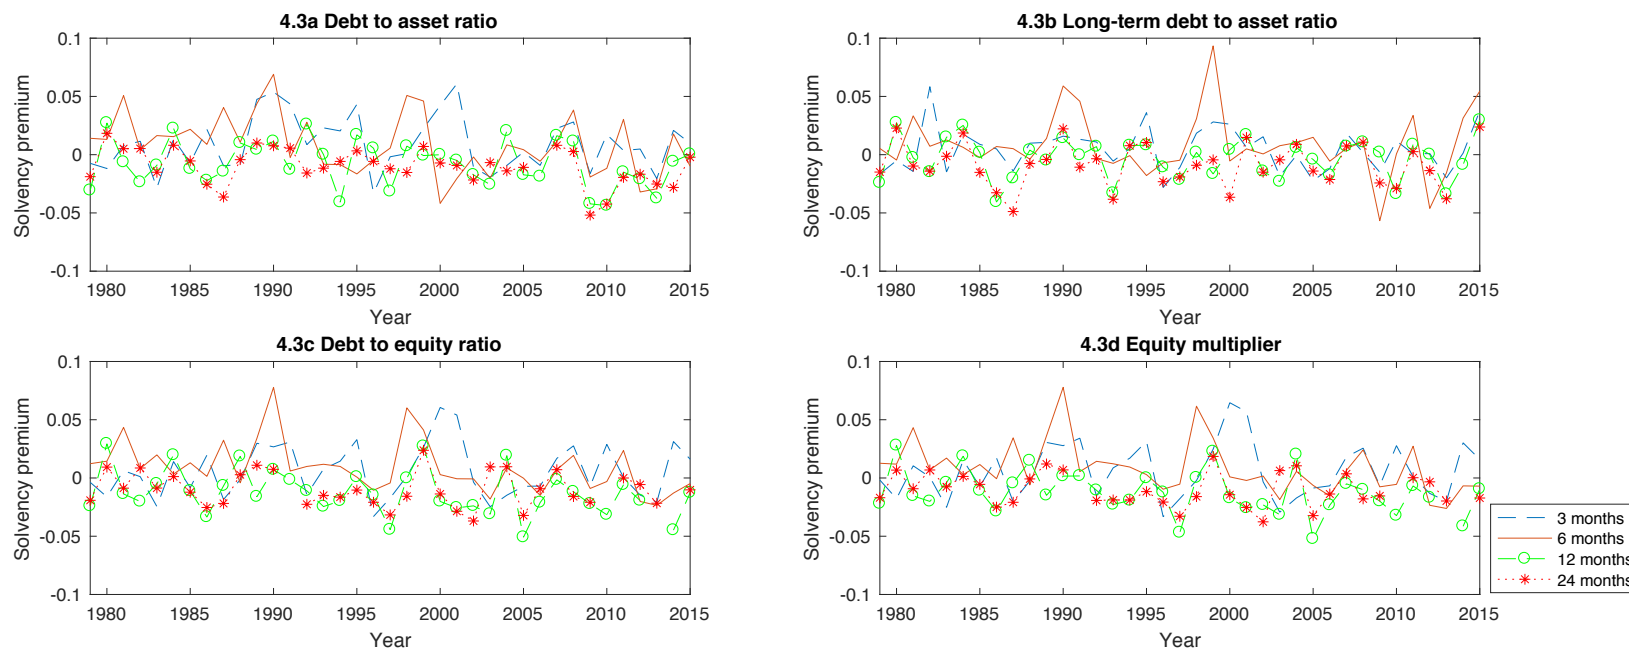 4.3a Debt to asset ratio
0.1
0.05
0
-0.05
-0.1
Solvency premium
1980 1985 1990 1995 2000 2005 2010 2015
Year
4.3b Long-term debt to asset ratio
0.1
0.05
0
-0.05
-0.1
Solvency premium
1980 1985 1990 1995 2000 2005 2010 2015
Year
4.3c Debt to equity ratio
0.1
0.05
0
-0.05
-0.1
Solvency premium
1980 1985 1990 1995 2000 2005 2010 2015
Year
4.3d Equity multiplier
0.1
0.05
0
-0.05
-0.1
Solvency premium
1980 1985 1990 1995 2000 2005 2010 2015
Year
3 months
6 months
12 months
24 months